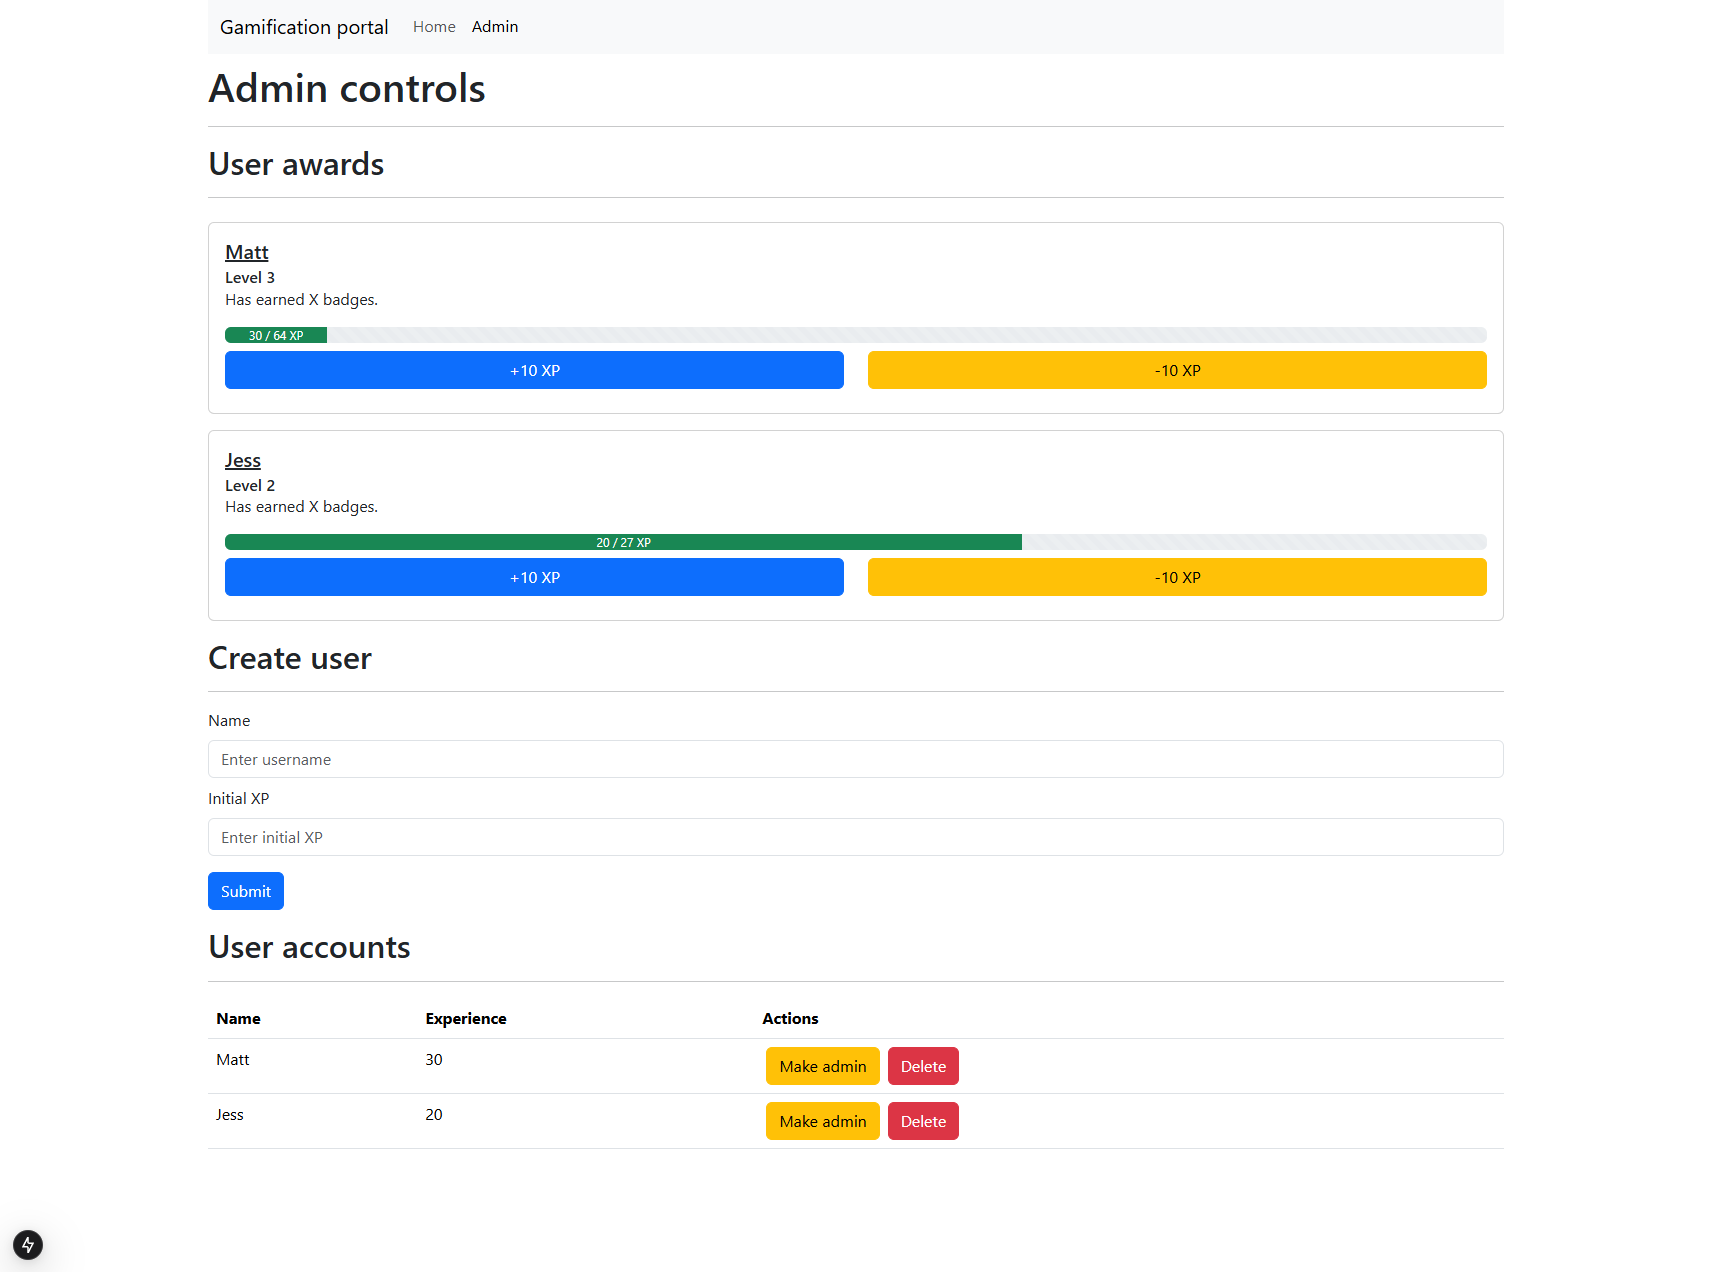 Gamification portal Home Admin
Admin controls
User awards
Matt
Level 3
Has earned X badges.
30 / 64 XP
+10 XP -10 XP
Jess
Level 2
Has earned X badges.
20 / 27 XP
+10 XP -10 XP
Create user
Name
Enter username
Initial XP
Enter initial XP
Submit
User accounts
Name Experience Actions
Matt 30 Make admin Delete
Jess 20 Make admin Delete